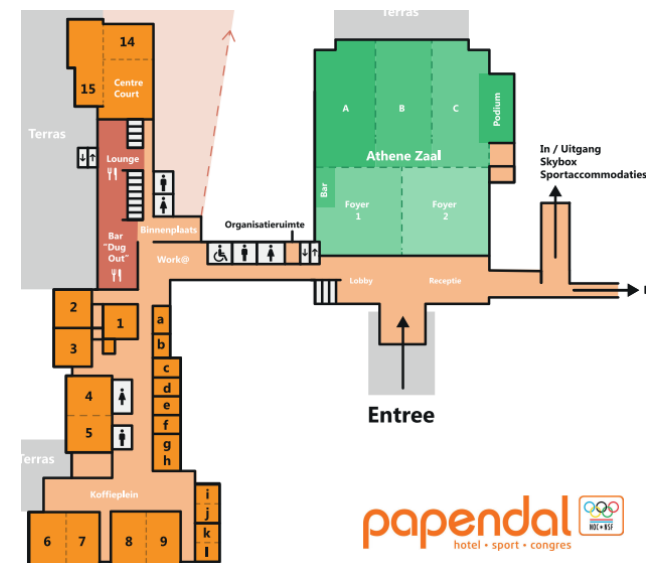 Terras
14
15
Centre
Court
Terras
Lounge
A
B
C
Podium
Athene Zaal
Bar
Foyer
1
Foyer
2
In / Uitgang
Skybox
Sportaccommodaties
Binnenplaats
Organisatieruimte
Bar
"Dug
Out"
Work@
Lobby
Receptie
2
1
3
a
b
c
d
e
f
g
h
4
5
Entree
Terras
Koffieplein
i
j
k
l
6
7
8
9
papendal
hotel • sport • congres
NOC*NSF